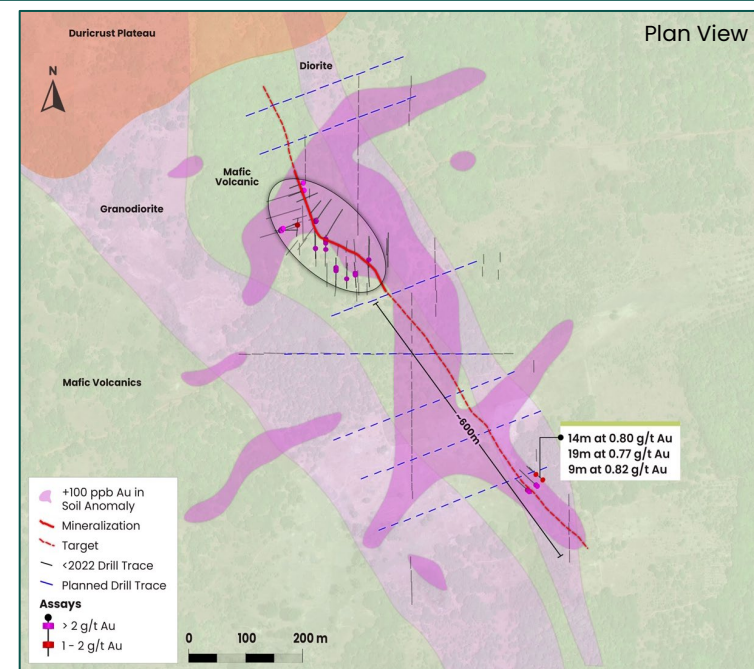 Plan View
Duricrust Plateau
N
Diorite
Mafic
Volcanic
Granodiorite
Mafic Volcanics
~600m
14m at 0.80 g/t Au
19m at 0.77 g/t Au
9m at 0.82 g/t Au
+100 ppb Au in
Soil Anomaly
Mineralization
Target
<2022 Drill Trace
Planned Drill Trace
Assays
> 2 g/t Au
1 - 2 g/t Au
0 100 200 m